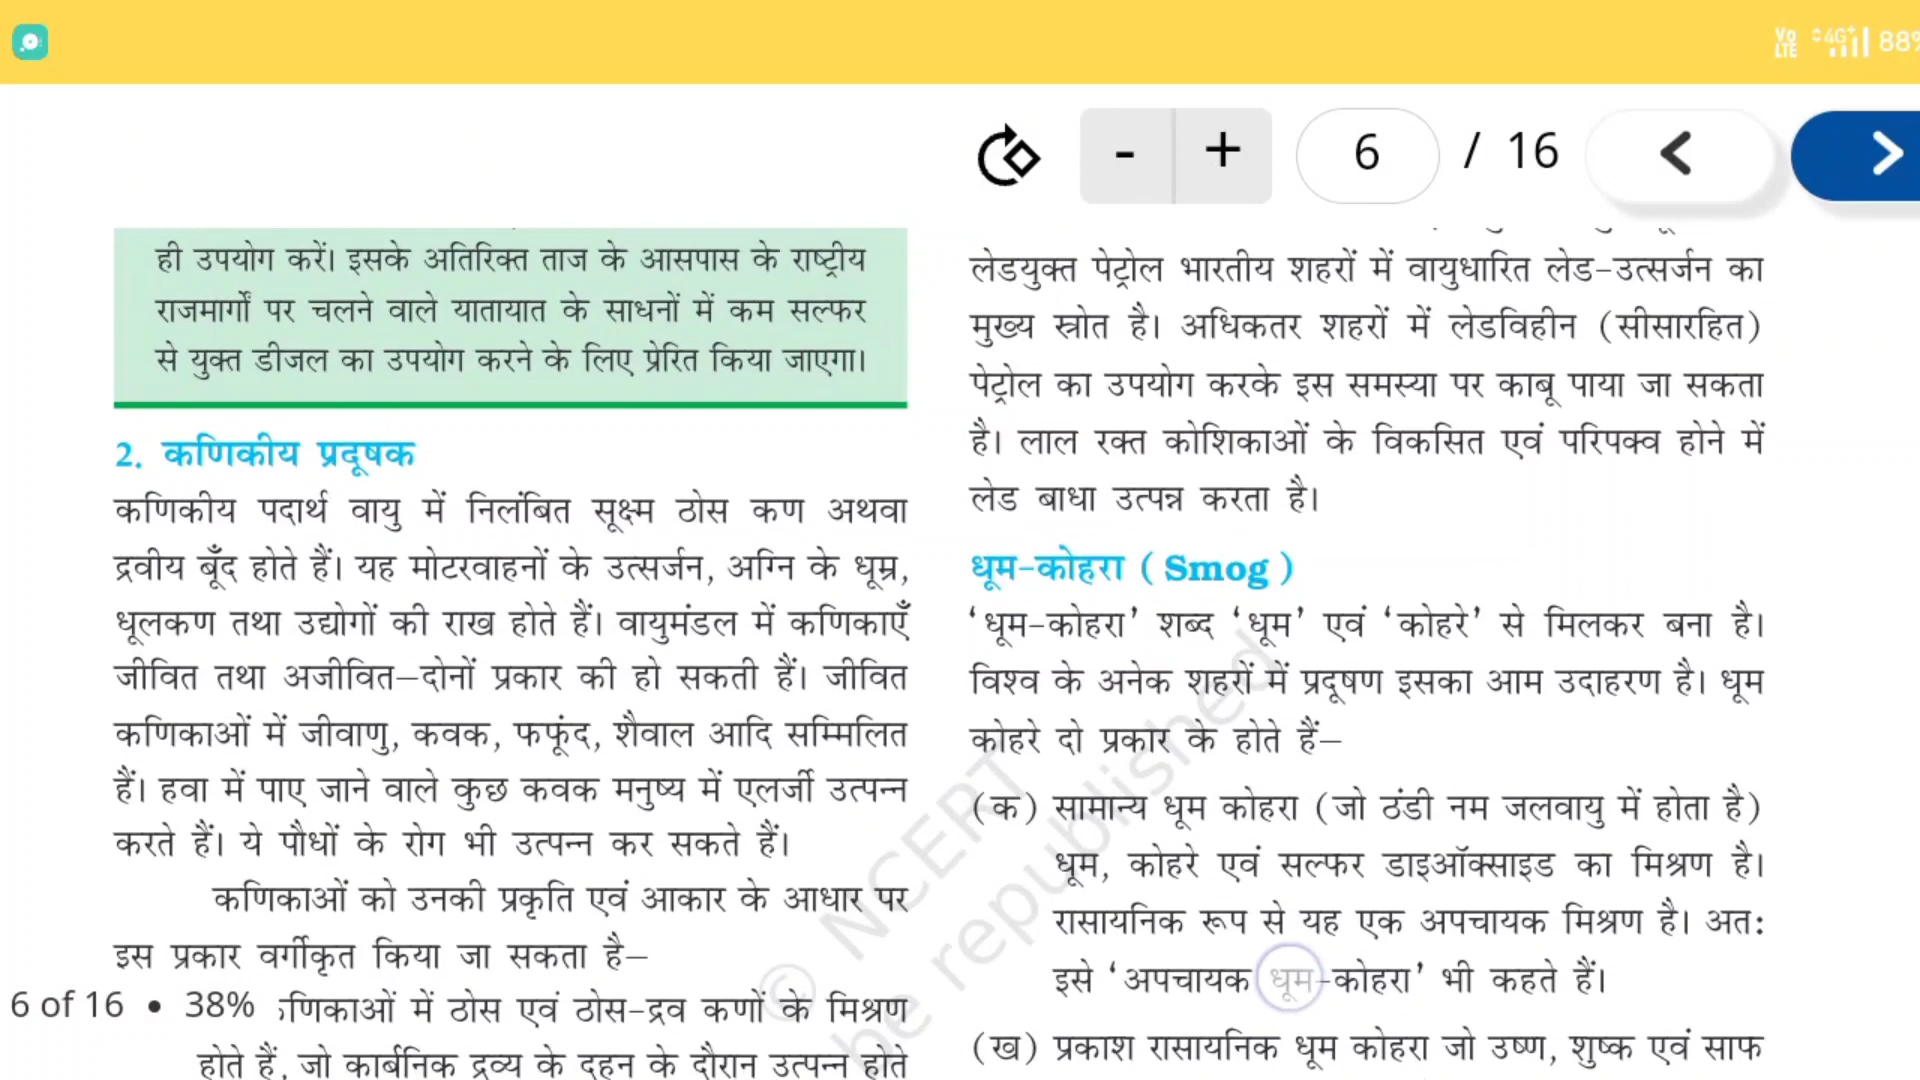 Vo LTE 4G+ 88%
- + 6 / 16
ही उपयोग करें। इसके अतिरिक्त ताज के आसपास के राष्ट्रीय
राजमार्गों पर चलने वाले यातायात के साधनों में कम सल्फर
से युक्त डीजल का उपयोग करने के लिए प्रेरित किया जाएगा।
2. कणिकीय प्रदूषक
कणिकीय पदार्थ वायु में निलंबित सूक्ष्म ठोस कण अथवा
द्रवीय बूँद होते हैं। यह मोटरवाहनों के उत्सर्जन, अग्नि के धूम्र,
धूलकण तथा उद्योगों की राख होते हैं। वायुमंडल में कणिकाएँ
जीवित तथा अजीवित–दोनों प्रकार की हो सकती हैं। जीवित
कणिकाओं में जीवाणु, कवक, फफूंद, शैवाल आदि सम्मिलित
हैं। हवा में पाए जाने वाले कुछ कवक मनुष्य में एलर्जी उत्पन्न
करते हैं। ये पौधों के रोग भी उत्पन्न कर सकते हैं।
कणिकाओं को उनकी प्रकृति एवं आकार के आधार पर
इस प्रकार वर्गीकृत किया जा सकता है–
6 of 16 • 38%
में ठोस एवं ठोस-द्रव कणों के मिश्रण
होते हैं, जो कार्बनिक द्रव्य के दहन के दौरान उत्पन्न होते
लेडयुक्त पेट्रोल भारतीय शहरों में वायुधारित लेड-उत्सर्जन का
मुख्य स्त्रोत है। अधिकतर शहरों में लेडविहीन (सीसारहित)
पेट्रोल का उपयोग करके इस समस्या पर काबू पाया जा सकता
है। लाल रक्त कोशिकाओं के विकसित एवं परिपक्व होने में
लेड बाधा उत्पन्न करता है।
धूम-कोहरा ( Smog )
‘धूम-कोहरा’ शब्द ‘धूम’ एवं ‘कोहरे’ से मिलकर बना है।
विश्व के अनेक शहरों में प्रदूषण इसका आम उदाहरण है। धूम
कोहरे दो प्रकार के होते हैं–
(क) सामान्य धूम कोहरा (जो ठंडी नम जलवायु में होता है)
धूम, कोहरे एवं सल्फर डाइऑक्साइड का मिश्रण है।
रासायनिक रूप से यह एक अपचायक मिश्रण है। अत:
इसे ‘अपचायक धूम-कोहरा’ भी कहते हैं।
(ख) प्रकाश रासायनिक धूम कोहरा जो उष्ण, शुष्क एवं साफ
© NCERT
be republished